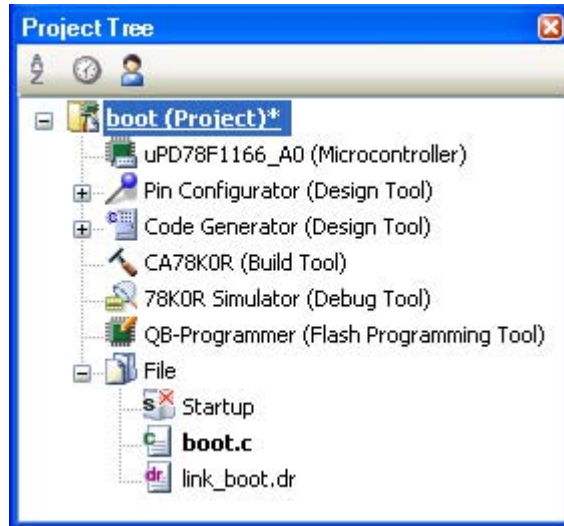 Project Tree
boot (Project)*
uPD78F1166_A0 (Microcontroller)
Pin Configurator (Design Tool)
Code Generator (Design Tool)
CA78K0R (Build Tool)
78K0R Simulator (Debug Tool)
QB-Programmer (Flash Programming Tool)
File
Startup
boot.c
link_boot.dr